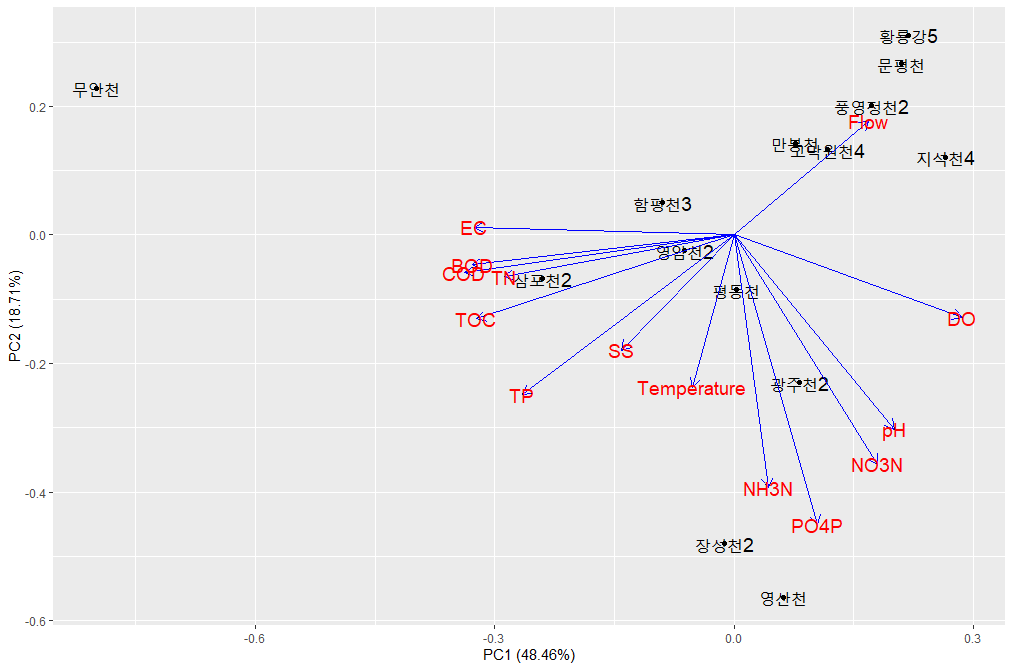 황룡강5
문평천
무안천
풍영정천2
Flow
0.2
만봉천
고막원천4
지석천4
함평천3
EC
0.0
영암천2
BOD
COD
TN
삼포천2
평동천
TOC
DO
SS
-0.2
TP
Temperature
광주천2
pH
NO3N
NH3N
-0.4
PO4P
장성천2
영산천
-0.6
-0.6
-0.3
0.0
0.3
PC1 (48.46%)
PC2 (18.71%)